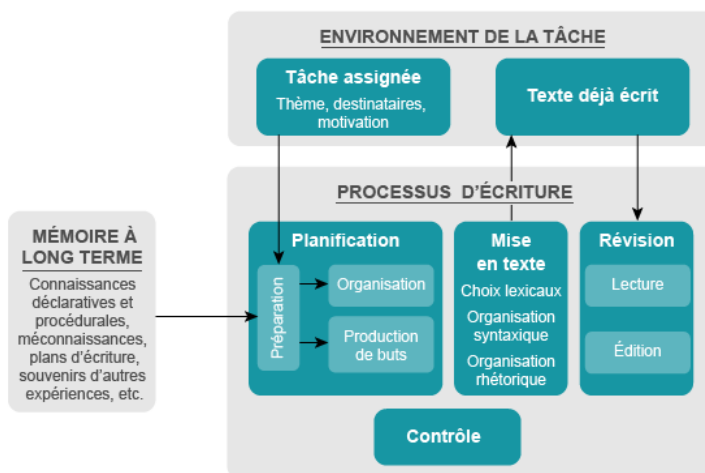 ENVIRONNEMENT DE LA TÂCHE
Tâche assignée
Thème, destinataires,
motivation
Texte déjà écrit
PROCESSUS D'ÉCRITURE
MÉMOIRE À
LONG TERME
Connaissances
déclaratives et
procédurales,
méconnaissances,
plans d'écriture,
souvenirs d'autres
expériences, etc.
Planification
Préparation
Organisation
Production
de buts
Mise
en texte
Choix lexicaux
Organisation
syntaxique
Organisation
rhétorique
Révision
Lecture
Édition
Contrôle